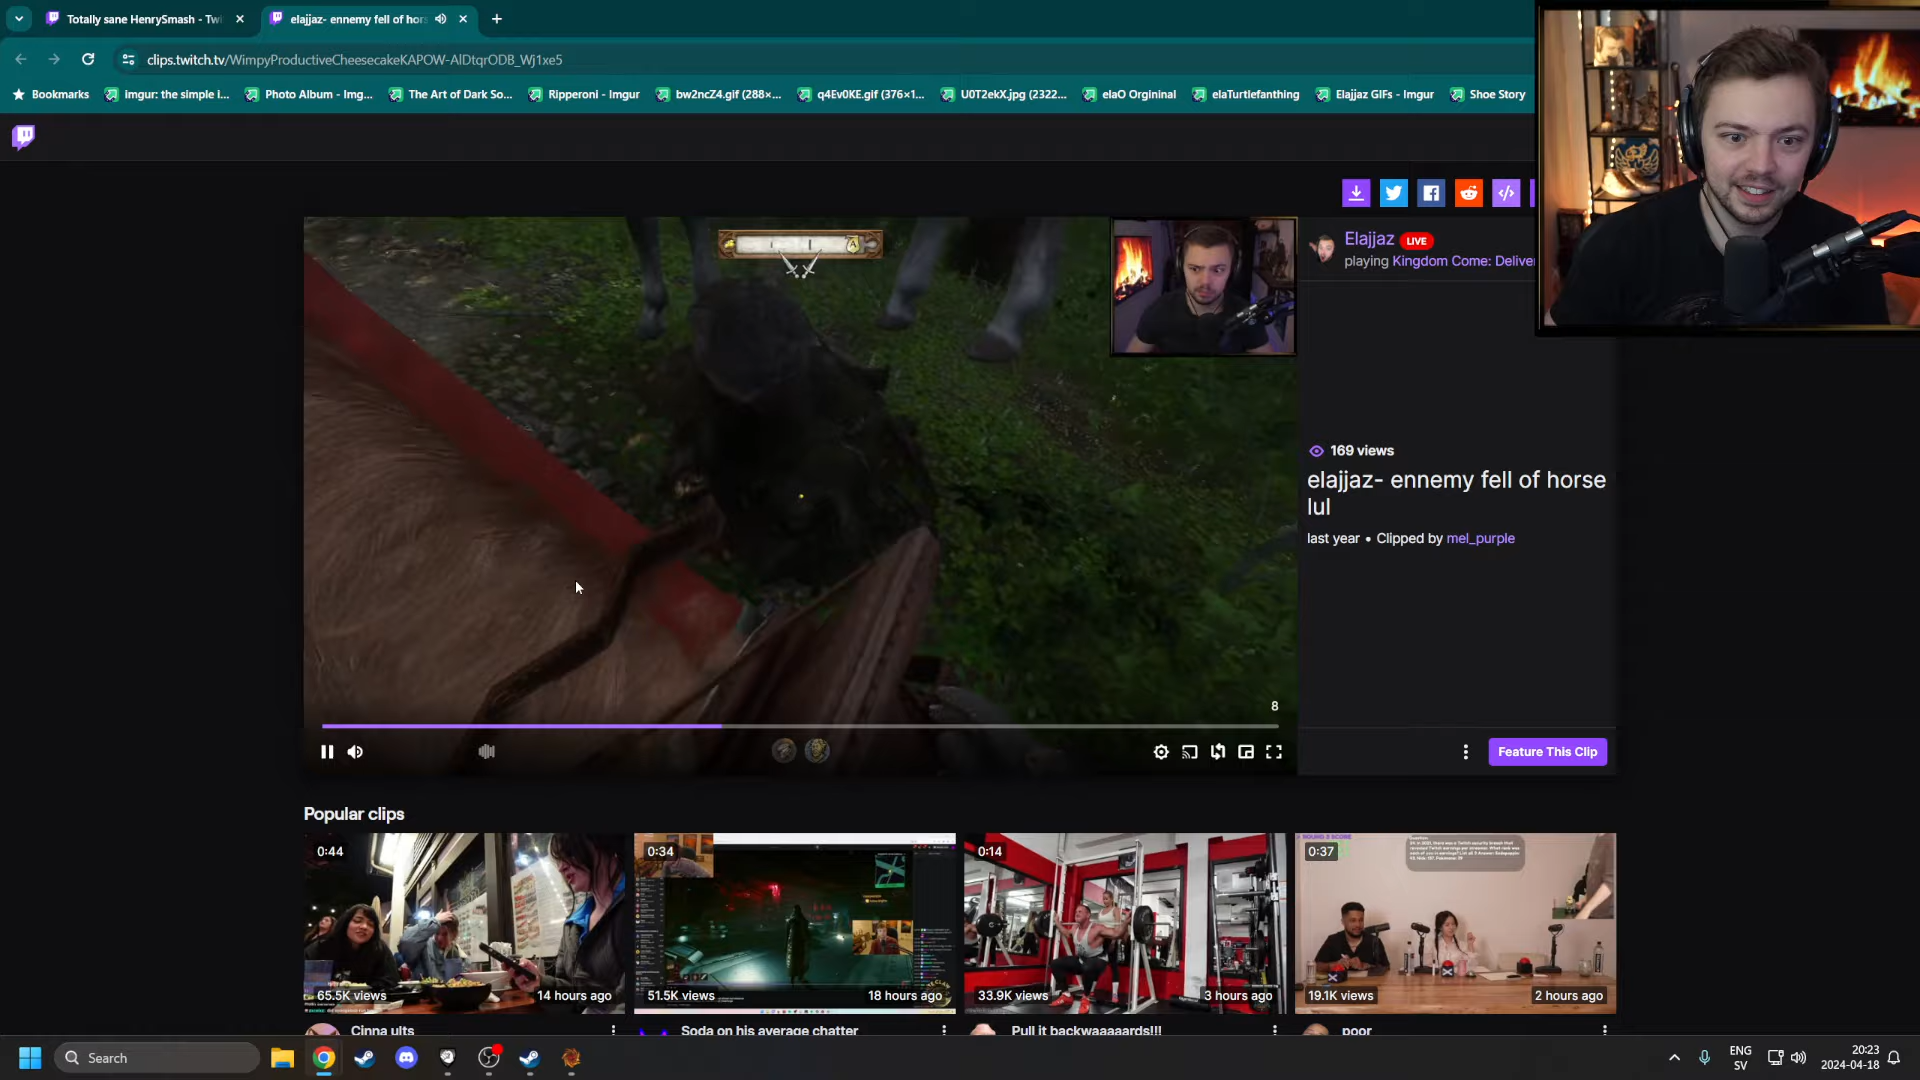 Totally sane HenrySmash - Twi
elajjaz- ennemy fell of hors
clips.twitch.tv/WimpyProductiveCheesecakeKAPOW-AlDtqrODB_Wj1xe5
Bookmarks
imgur: the simple i...
Photo Album - Img...
The Art of Dark So...
Ripperoni - Imgur
bw2ncZ4.gif (288×...
q4Ev0KE.gif (376×1...
U0T2ekX.jpg (2322...
elaO Orgininal
elaTurtlefanthing
Elajjaz GIFs - Imgur
Shoe Story
A
Elajjaz LIVE
playing Kingdom Come: Deliver
169 views
elajjaz- ennemy fell of horse
lul
last year • Clipped by mel_purple
8
Feature This Clip
Popular clips
0:44
65.5K views
14 hours ago
0:34
51.5K views
18 hours ago
0:14
33.9K views
3 hours ago
0:37
19.1K views
2 hours ago
Cinna ults
Soda on his average chatter
Pull it backwaaaaards!!!
poor
Search
ENG
SV
20:23
2024-04-18